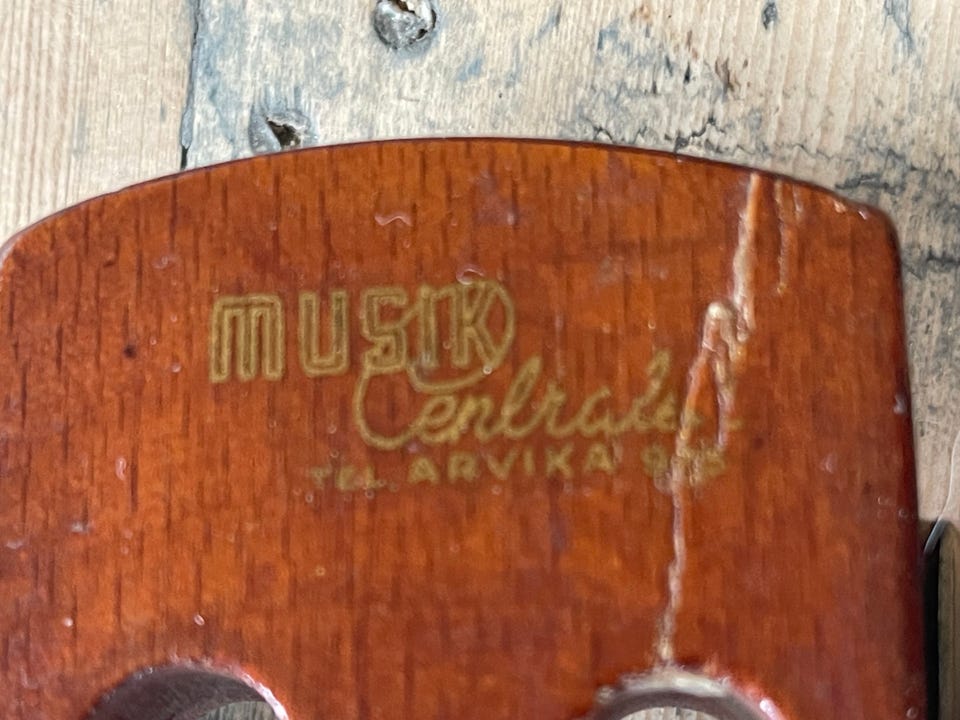 MUSIK
Centralen
TEL. ARVIKA